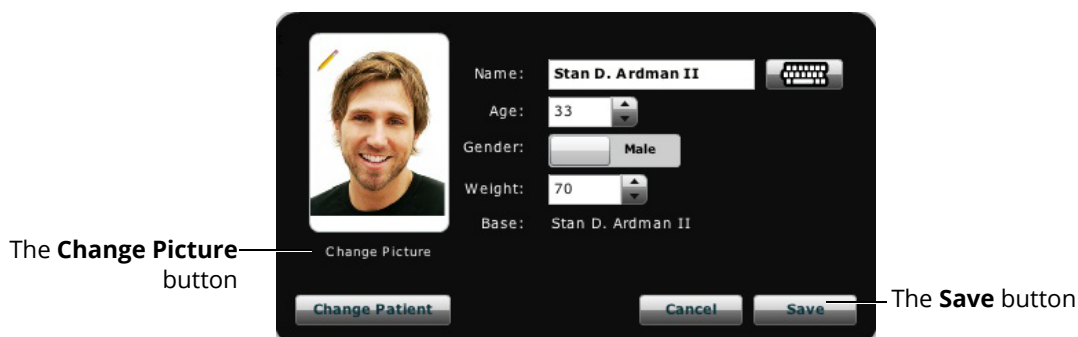 Name: Stan D. Ardman II
Age: 33
Gender: Male
Weight: 70
Base: Stan D. Ardman II
The Change Picture
button
Change Picture
Change Patient Cancel Save
The Save button